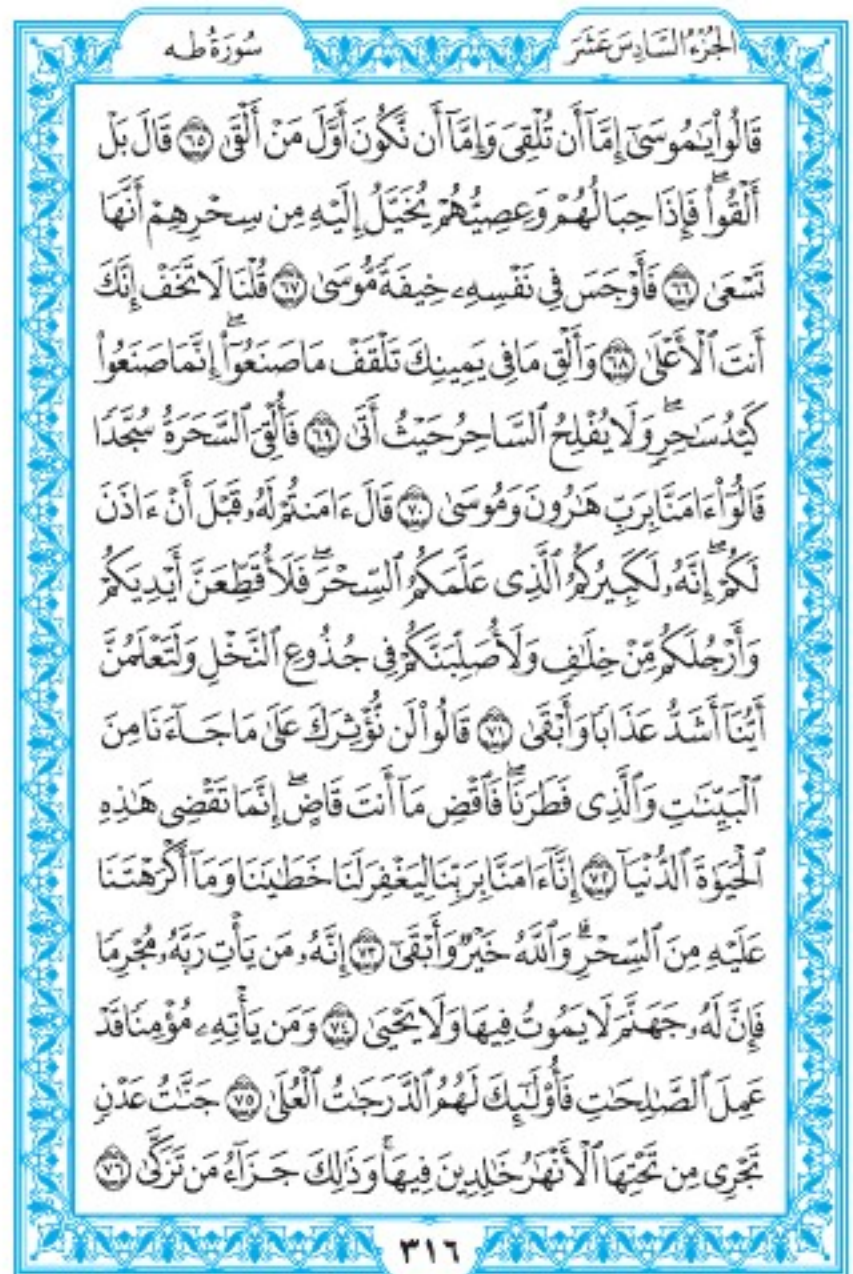 الجُزْءُ السَّادِسَ عَشَرَ
سُورَةُ طه
قَالُواْ يَٰمُوسَىٰٓ إِمَّآ أَن تُلْقِيَ وَإِمَّآ أَن نَّكُونَ أَوَّلَ مَنْ أَلْقَىٰ ٦٥ قَالَ بَلْ
أَلْقُواْۖ فَإِذَا حِبَالُهُمْ وَعِصِيُّهُمْ يُخَيَّلُ إِلَيْهِ مِن سِحْرِهِمْ أَنَّهَا
تَسْعَىٰ ٦٦ فَأَوْجَسَ فِى نَفْسِهِۦ خِيفَةً مُّوسَىٰ ٦٧ قُلْنَا لَا تَخَفْ إِنَّكَ
أَنتَ ٱلْأَعْلَىٰ ٦٨ وَأَلْقِ مَا فِى يَمِينِكَ تَلْقَفْ مَا صَنَعُوٓاْۖ إِنَّمَا صَنَعُواْ
كَيْدُ سَٰحِرٍۖ وَلَا يُفْلِحُ ٱلسَّاحِرُ حَيْثُ أَتَىٰ ٦٩ فَأُلْقِىَ ٱلسَّحَرَةُ سُجَّدًا
قَالُوٓاْ ءَامَنَّا بِرَبِّ هَٰرُونَ وَمُوسَىٰ ٧٠ قَالَ ءَامَنتُمْ لَهُۥ قَبْلَ أَنْ ءَاذَنَ
لَكُمْۖ إِنَّهُۥ لَكَبِيرُكُمُ ٱلَّذِى عَلَّمَكُمُ ٱلسِّحْرَۖ فَلَأُقَطِّعَنَّ أَيْدِيَكُمْ
وَأَرْجُلَكُم مِّنْ خِلَٰفٍ وَلَأُصَلِّبَنَّكُمْ فِى جُذُوعِ ٱلنَّخْلِ وَلَتَعْلَمُنَّ
أَيُّنَآ أَشَدُّ عَذَابًا وَأَبْقَىٰ ٧١ قَالُواْ لَن نُّؤْثِرَكَ عَلَىٰ مَا جَآءَنَا مِنَ
ٱلْبَيِّنَٰتِ وَٱلَّذِى فَطَرَنَاۖ فَٱقْضِ مَآ أَنتَ قَاضٍۖ إِنَّمَا تَقْضِى هَٰذِهِ
ٱلْحَيَوٰةَ ٱلدُّنْيَآ ٧٢ إِنَّآ ءَامَنَّا بِرَبِّنَا لِيَغْفِرَ لَنَا خَطَٰيَٰنَا وَمَآ أَكْرَهْتَنَا
عَلَيْهِ مِنَ ٱلسِّحْرِۗ وَٱللَّهُ خَيْرٌ وَأَبْقَىٰٓ ٧٣ إِنَّهُۥ مَن يَأْتِ رَبَّهُۥ مُجْرِمًا
فَإِنَّ لَهُۥ جَهَنَّمَ لَا يَمُوتُ فِيهَا وَلَا يَحْيَىٰ ٧٤ وَمَن يَأْتِهِۦ مُؤْمِنًا قَدْ
عَمِلَ ٱلصَّٰلِحَٰتِ فَأُوْلَٰٓئِكَ لَهُمُ ٱلدَّرَجَٰتُ ٱلْعُلَىٰ ٧٥ جَنَّٰتُ عَدْنٍ
تَجْرِى مِن تَحْتِهَا ٱلْأَنْهَٰرُ خَٰلِدِينَ فِيهَاۚ وَذَٰلِكَ جَزَآءُ مَن تَزَكَّىٰ ٧٦
٣١٦